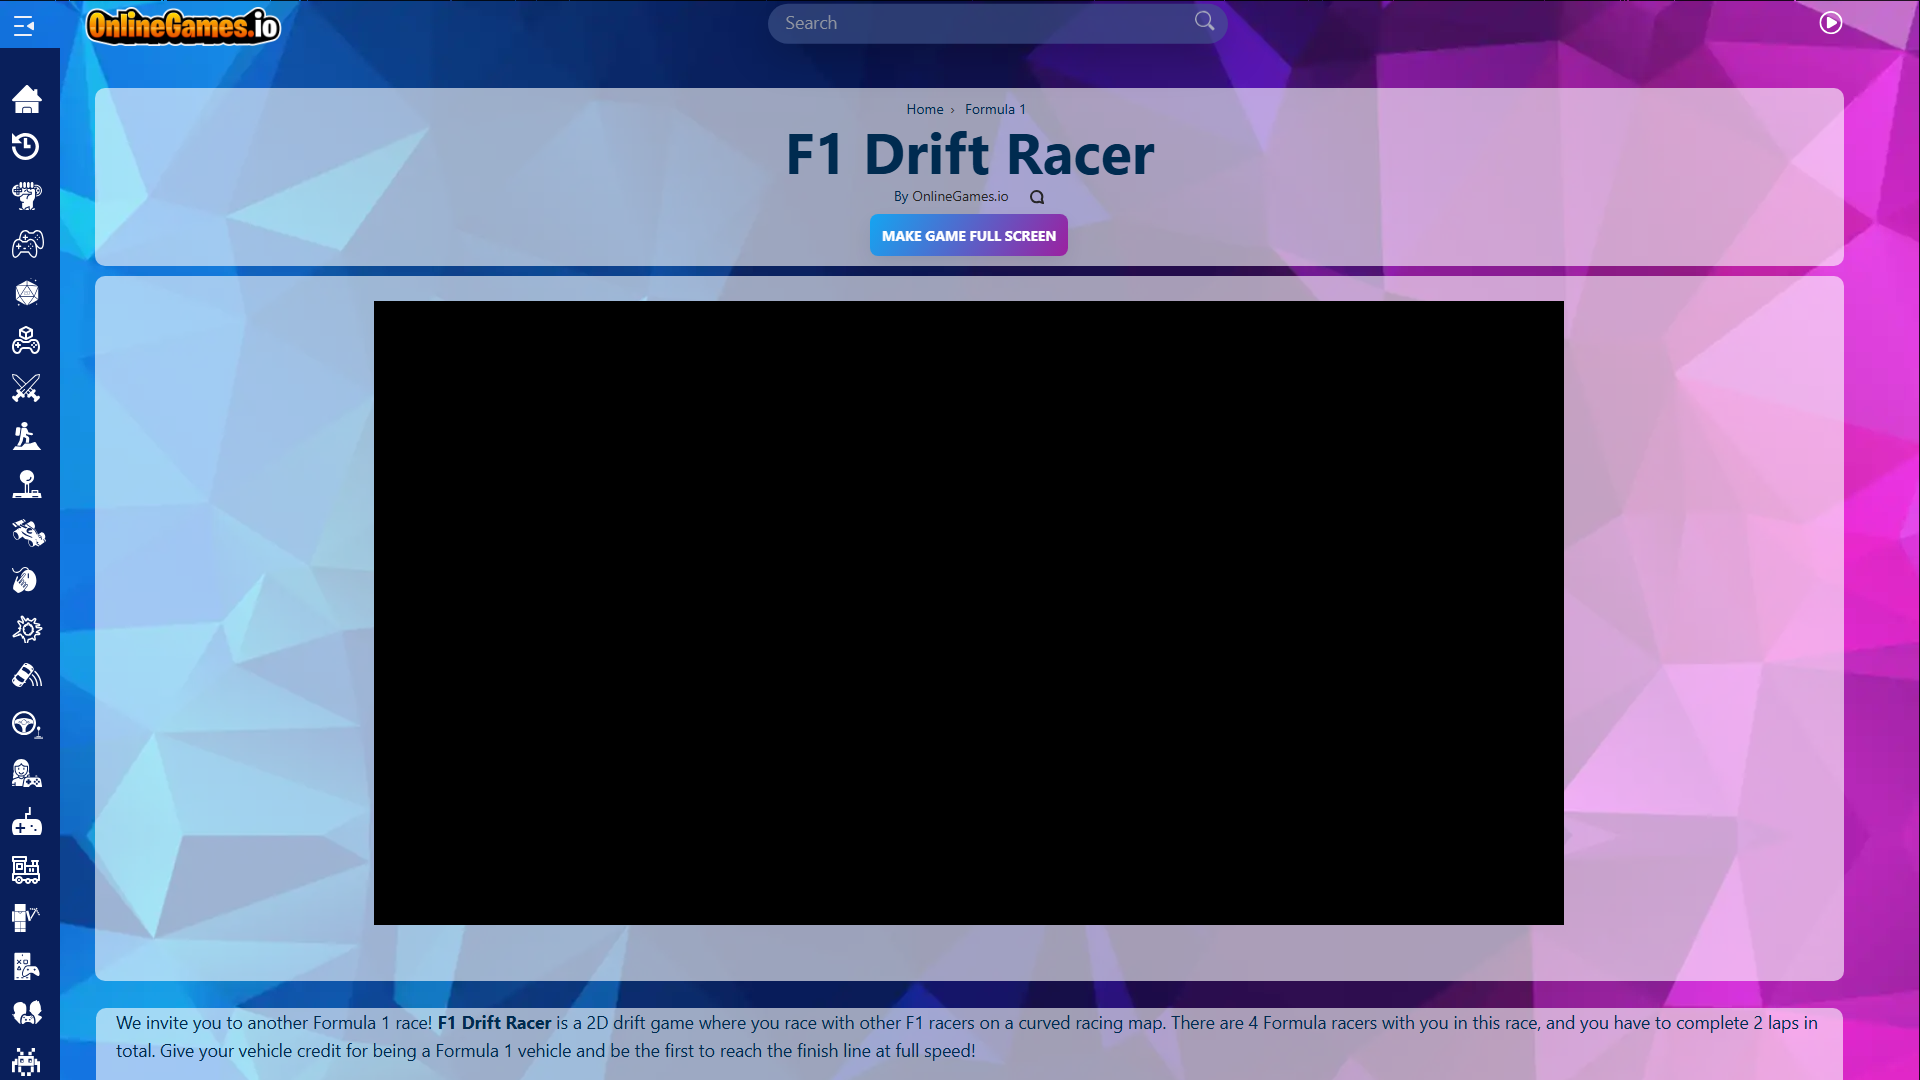 OnlineGames.io
Search
Home › Formula 1
F1 Drift Racer
By OnlineGames.io
MAKE GAME FULL SCREEN
We invite you to another Formula 1 race! F1 Drift Racer is a 2D drift game where you race with other F1 racers on a curved racing map. There are 4 Formula racers with you in this race, and you have to complete 2 laps in
total. Give your vehicle credit for being a Formula 1 vehicle and be the first to reach the finish line at full speed!